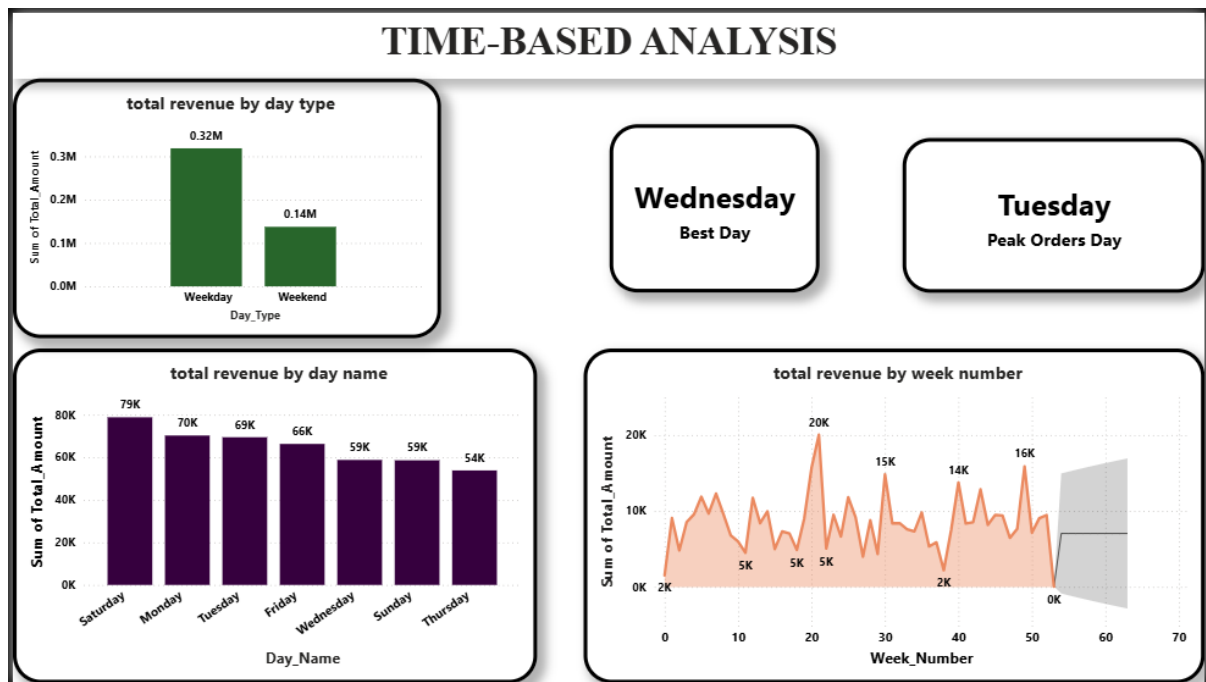 TIME-BASED ANALYSIS
total revenue by day type
Sum of Total_Amount
0.3M
0.2M
0.1M
0.0M
0.32M
0.14M
Weekday Weekend
Day_Type
Wednesday
Best Day
Tuesday
Peak Orders Day
total revenue by day name
Sum of Total_Amount
80K
60K
40K
20K
0K
79K 70K 69K 66K 59K 59K 54K
Saturday Monday Tuesday Friday Wednesday Sunday Thursday
Day_Name
total revenue by week number
Sum of Total_Amount
20K
10K
0K
2K 5K 5K 20K 5K 15K 2K 14K 16K 0K
0 10 20 30 40 50 60 70
Week_Number